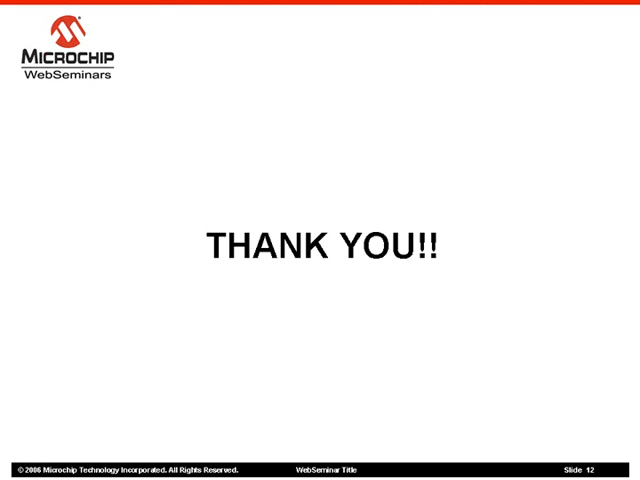 MICROCHIP
WebSeminars
THANK YOU!!
© 2006 Microchip Technology Incorporated. All Rights Reserved. WebSeminar Title Slide 12